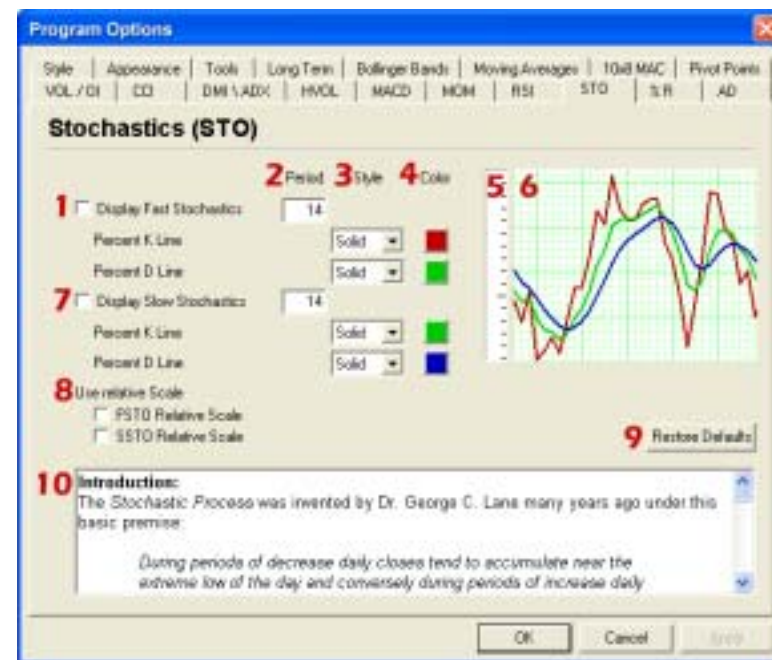 Program Options
Style Appearance Tools Long Term Bollinger Bands Moving Averages 10x8 MAC Pivot Points
VOL / OI CCI DMI \ ADX HVOL MACD MOM RSI STO %R AD
Stochastics (STO)
2 Period 3 Style 4 Color
5 6
1 Display Fast Stochastics 14
Percent K Line Solid
Percent D Line Solid
7 Display Slow Stochastics 14
Percent K Line Solid
Percent D Line Solid
8 Use relative Scale
FSTO Relative Scale
SSTO Relative Scale
9 Restore Defaults
10 Introduction:
The Stochastic Process was invented by Dr. George C. Lane many years ago under this
basic premise:
During periods of decrease daily closes tend to accumulate near the
extreme low of the day and conversely during periods of increase daily
OK Cancel Apply